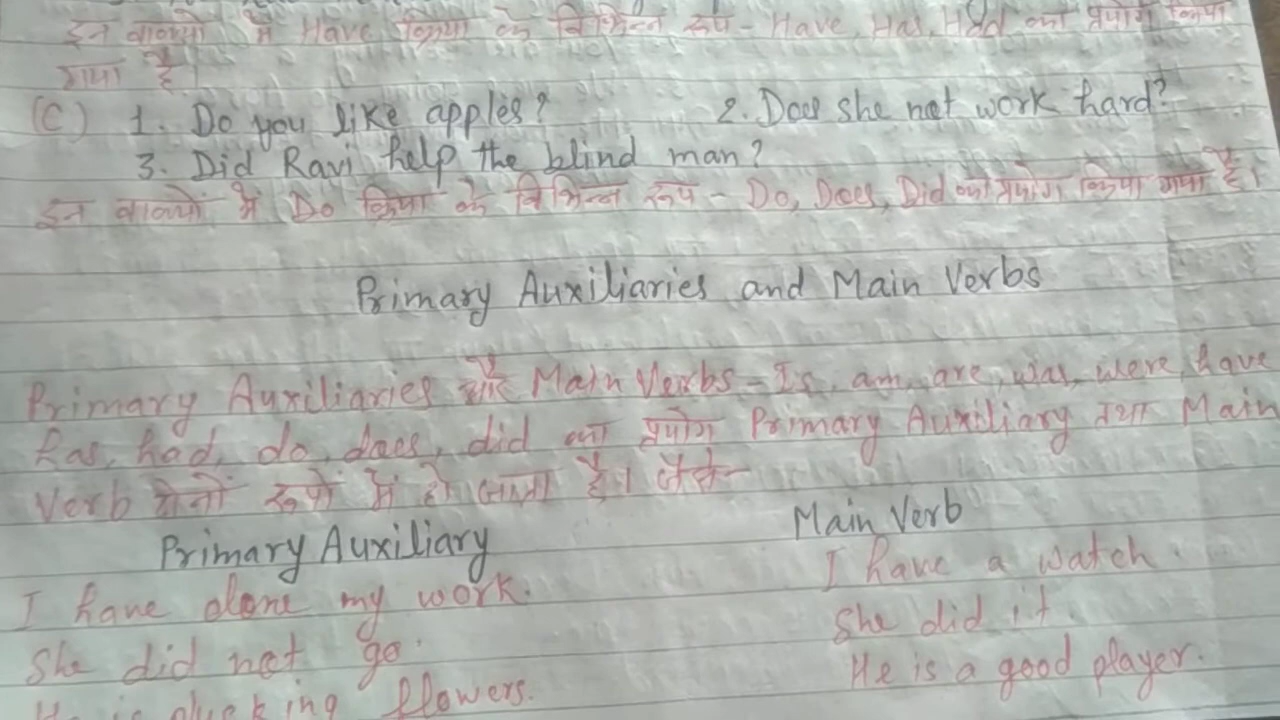 इन वाक्यो मे Have क्रिया के विभिन्न रूप - Have, Has, Had का प्रयोग किया
गया है।
(C) 1. Do you like apples? 2. Does she not work hard?
3. Did Ravi help the blind man?
इन वाक्यों मे Do क्रिया के विभिन्न रूप - Do, Does, Did का प्रयोग किया गया है।
Primary Auxiliaries and Main Verbs
Primary Auxiliaries और Main Verbs - Is, am, are, was, were, have
has, had, do, does, did का प्रयोग Primary Auxiliary तथा Main
Verb दोनों रूपो में हो जाता है। जैसे-
Primary Auxiliary Main Verb
I have done my work. I have a watch.
She did not go. She did it.
He is plucking flowers. He is a good player.